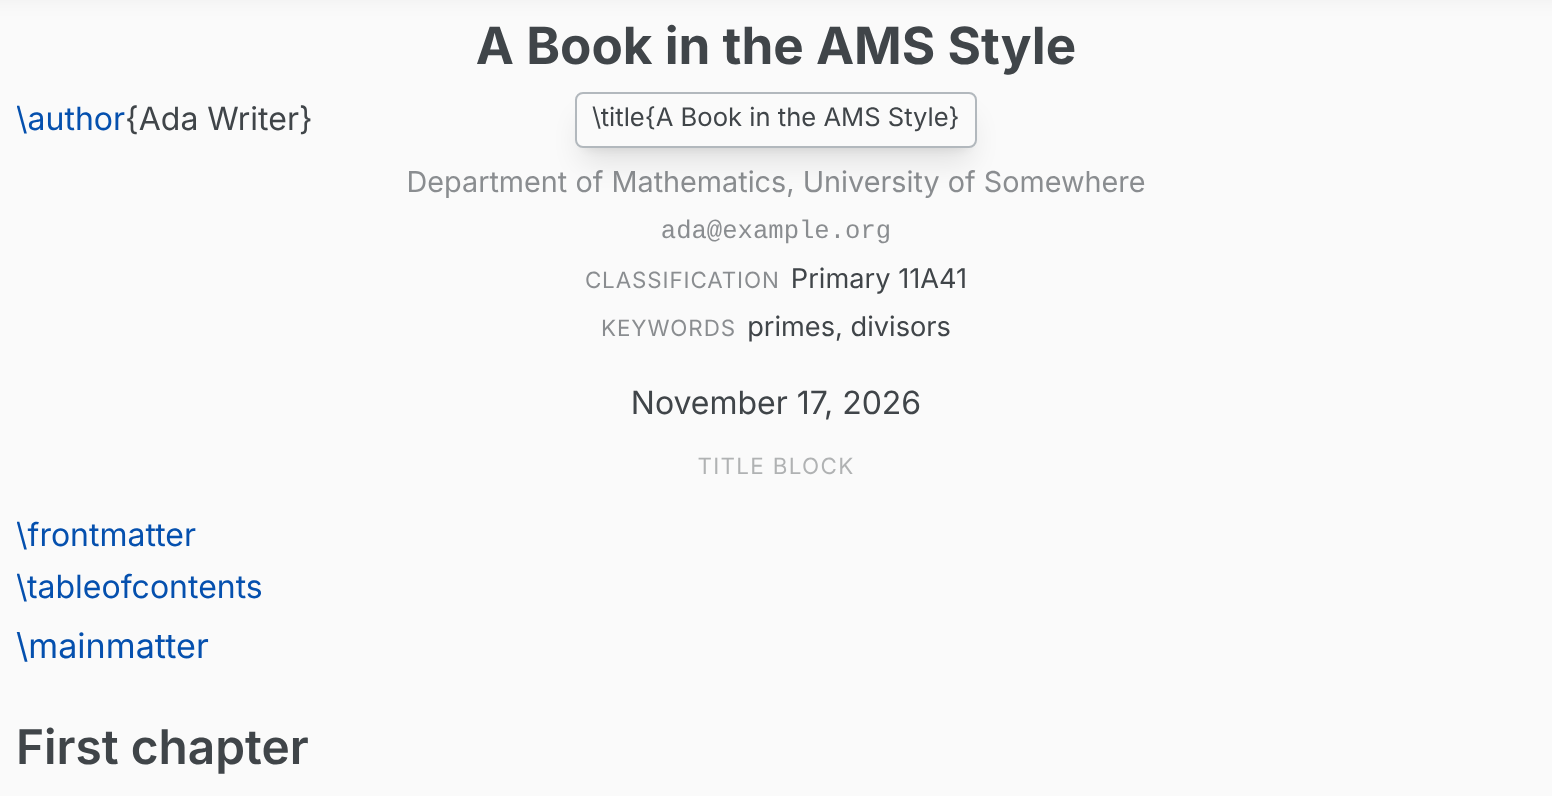 A Book in the AMS Style
\author{Ada Writer}
\title{A Book in the AMS Style}
Department of Mathematics, University of Somewhere
ada@example.org
CLASSIFICATION Primary 11A41
KEYWORDS primes, divisors
November 17, 2026
TITLE BLOCK
\frontmatter
\tableofcontents
\mainmatter
First chapter